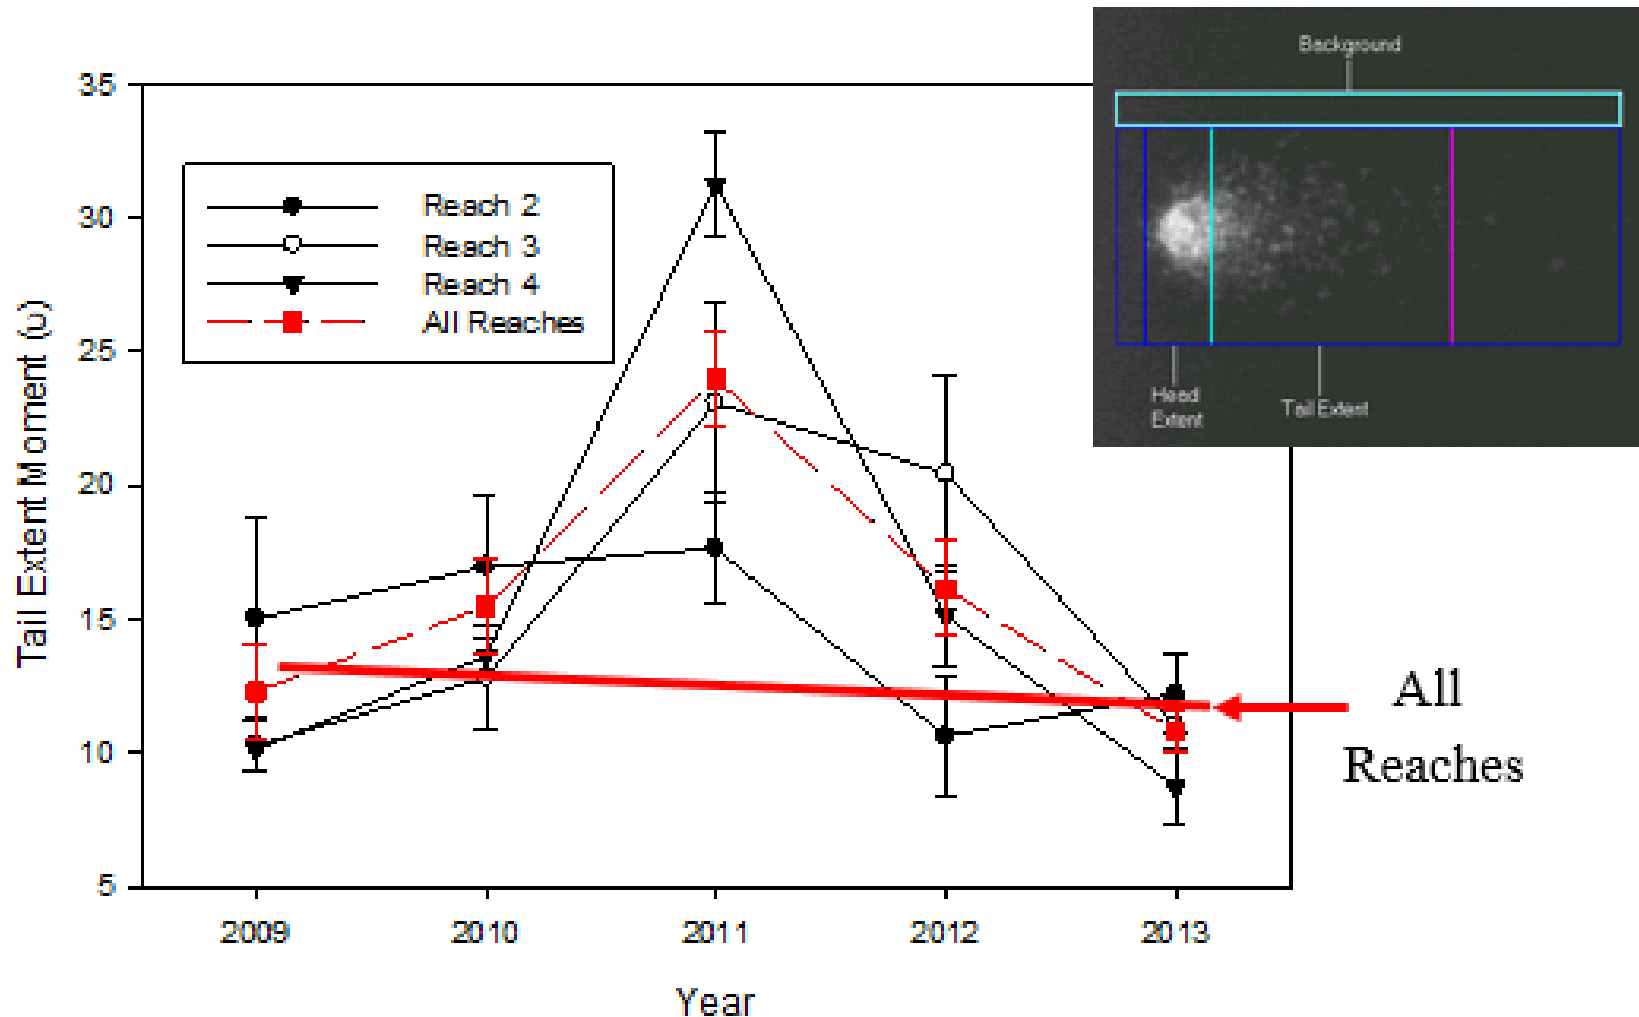 35
30
25
20
15
10
5
Tail Extent Moment (υ)
Reach 2
Reach 3
Reach 4
All Reaches
2009
2010
2011
2012
2013
Year
Background
Head
Extent
Tail Extent
All
Reaches